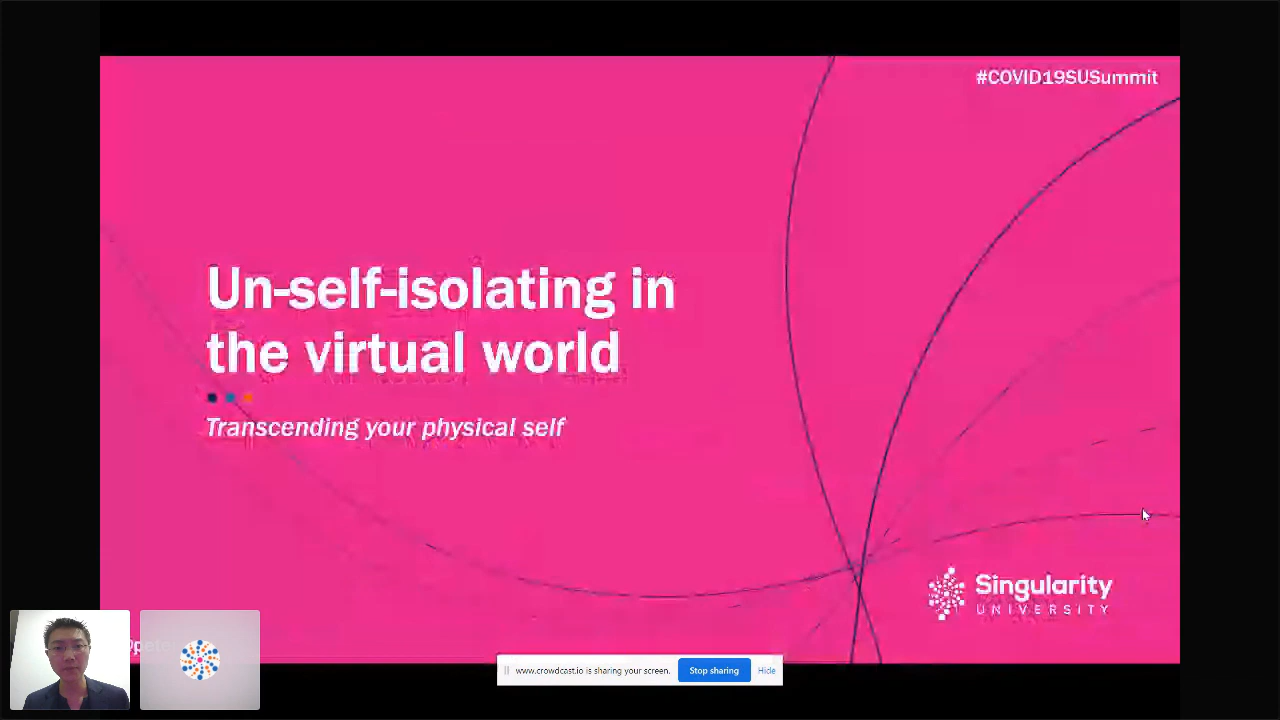 #COVID19SUSummit
Un-self-isolating in
the virtual world
Transcending your physical self
Singularity
UNIVERSITY
www.crowdcast.io is sharing your screen.
Stop sharing
Hide